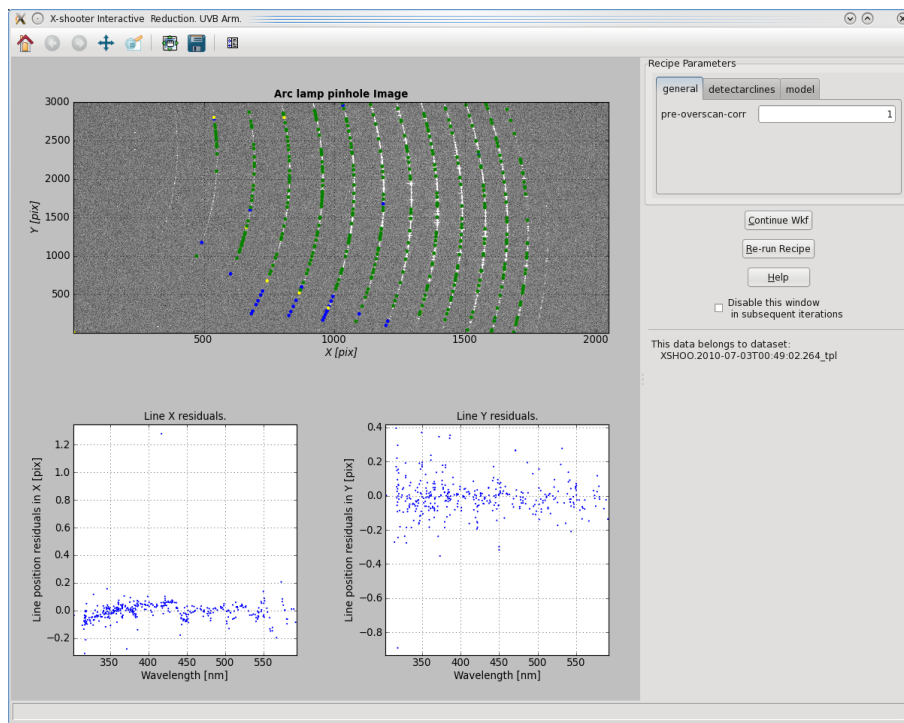 X-shooter Interactive Reduction. UVB Arm.
Arc lamp pinhole Image
3000
2500
2000
1500
1000
500
Y [pix]
500
1000
1500
2000
X [pix]
Line X residuals.
1.2
1.0
0.8
0.6
0.4
0.2
0.0
−0.2
Line position residuals in X [pix]
350
400
450
500
550
Wavelength [nm]
Line Y residuals.
0.4
0.2
0.0
−0.2
−0.4
−0.6
−0.8
Line position residuals in Y [pix]
350
400
450
500
550
Wavelength [nm]
Recipe Parameters
general detectarclines model
pre-overscan-corr 1
Continue Wkf
Re-run Recipe
Help
Disable this window
in subsequent iterations
This data belongs to dataset:
XSHOO.2010-07-03T00:49:02.264_tpl